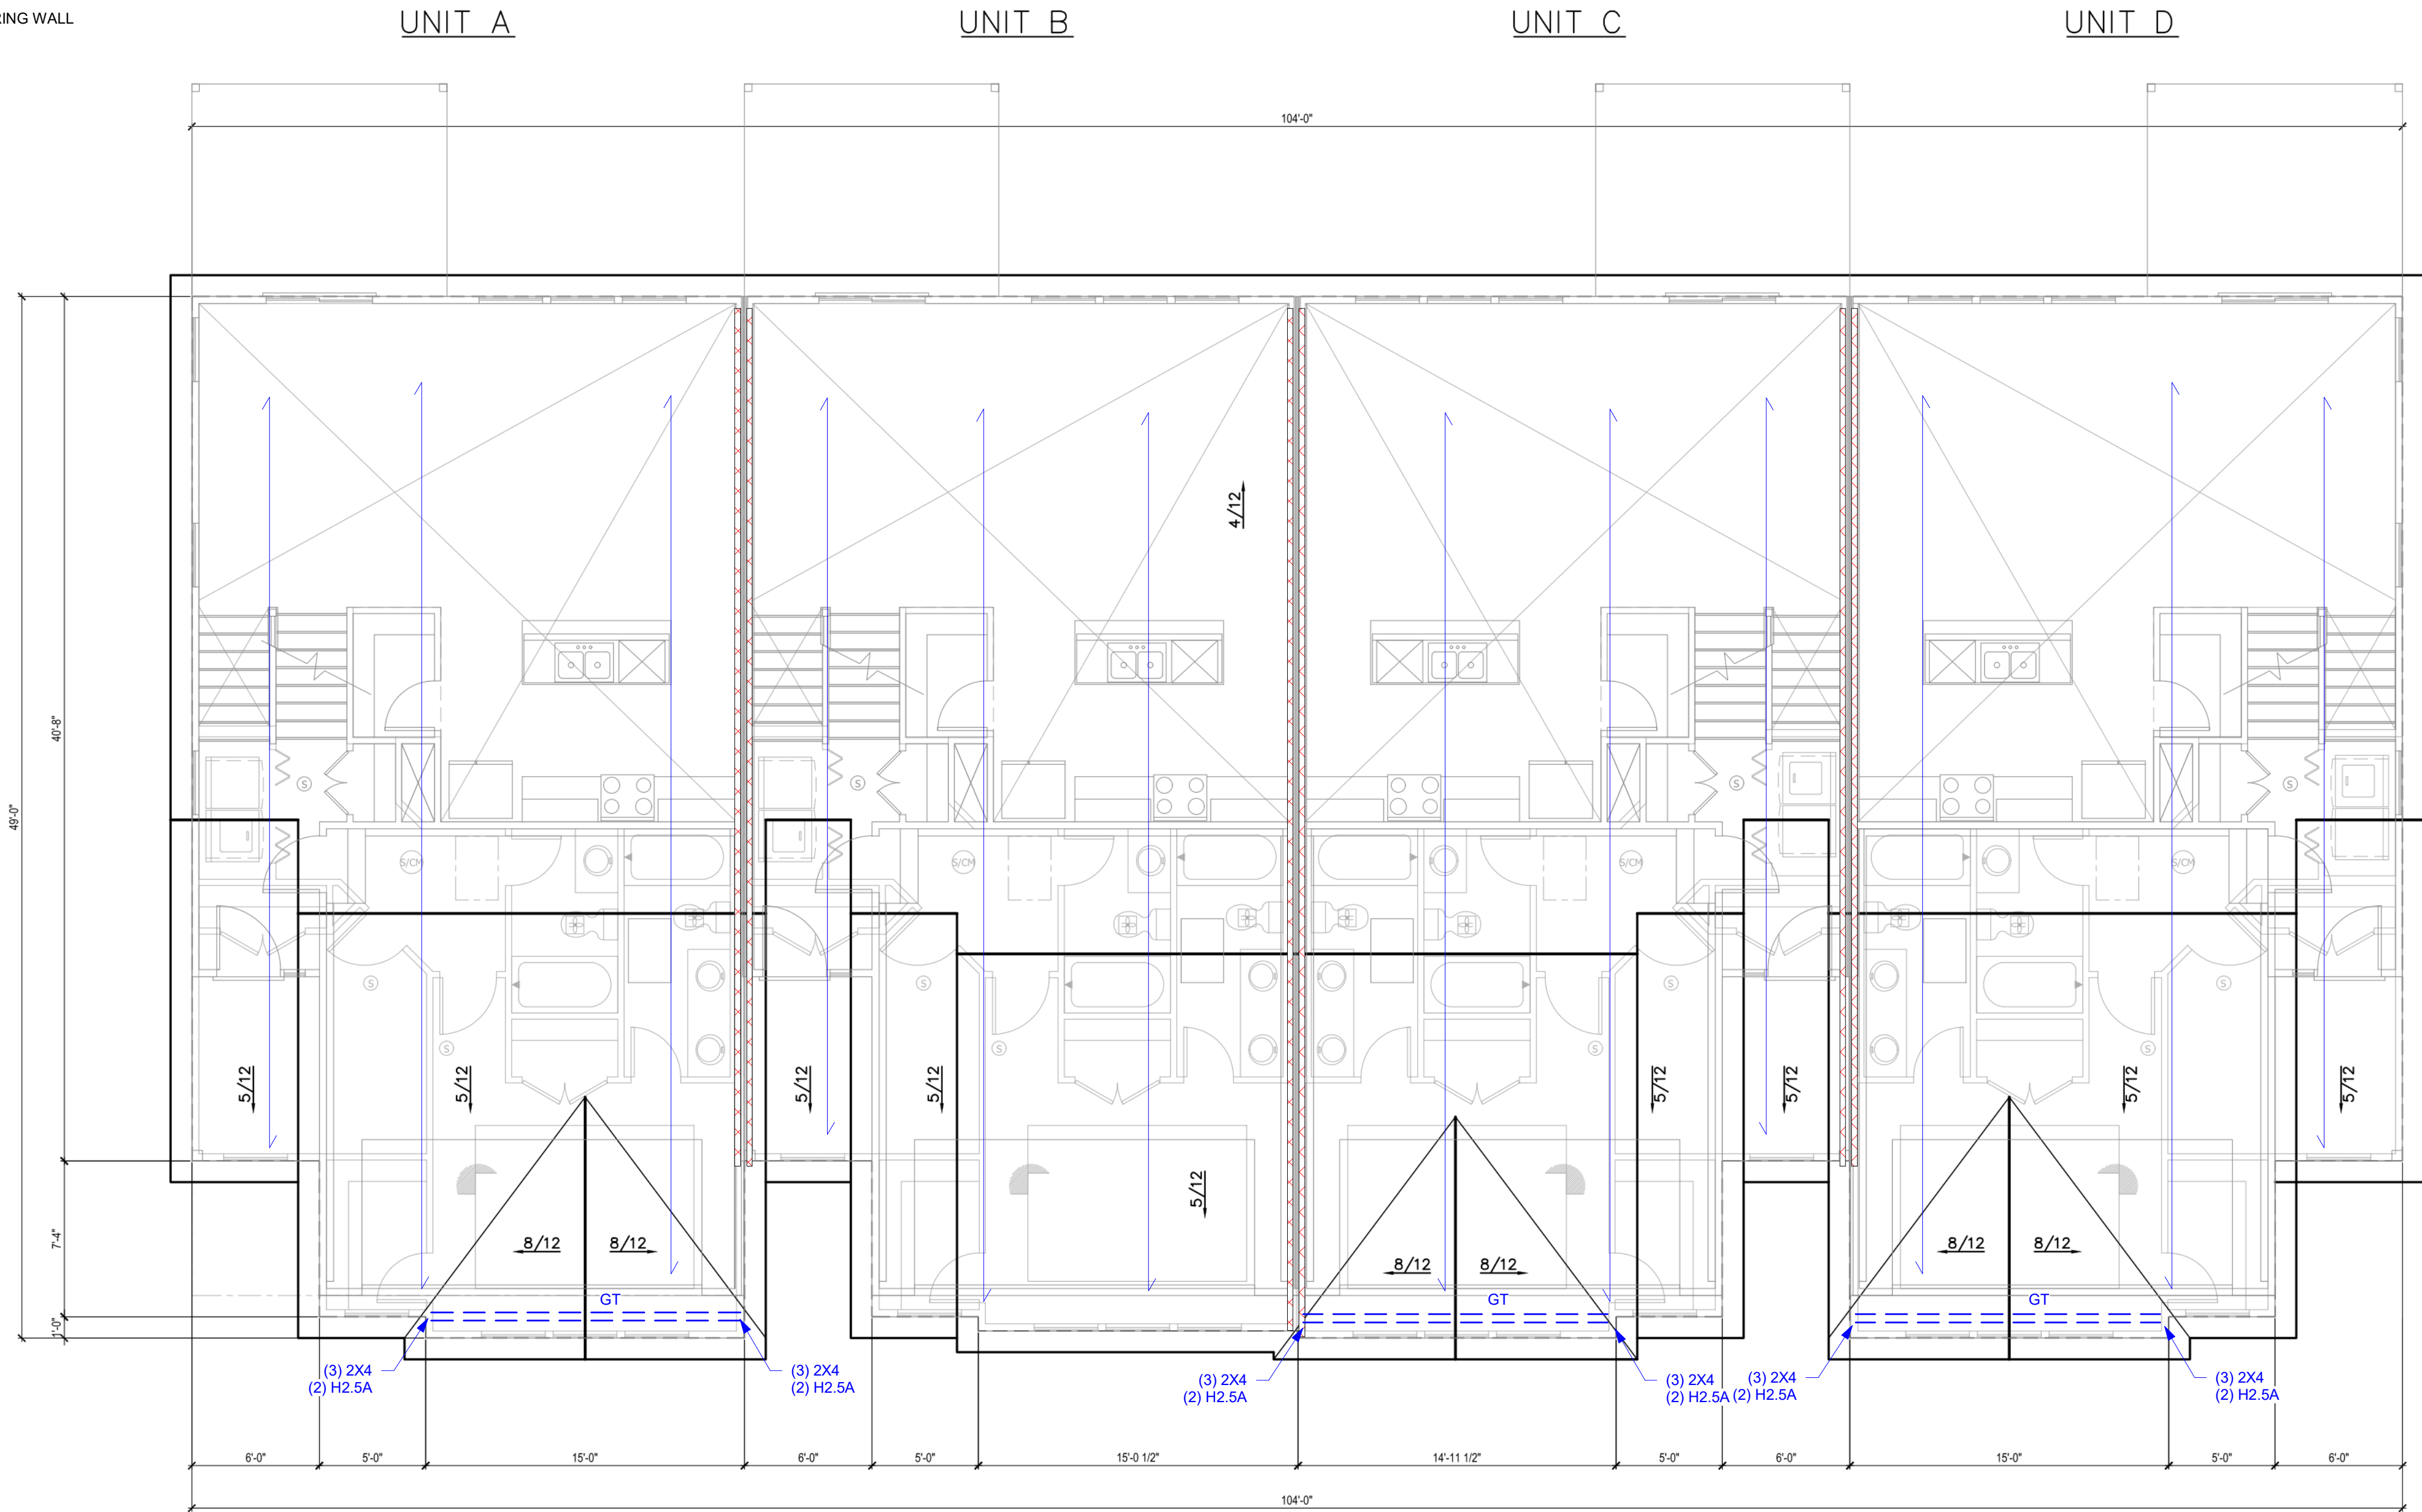 RING WALL
UNIT A
UNIT B
UNIT C
UNIT D
104'-0"
4/12
40'-8"
49'-0"
S
S
S
S
S/CM
S/CM
S/CM
S/CM
S
S
S
S
S
S
S
S
5/12
5/12
5/12
5/12
5/12
5/12
5/12
5/12
5/12
7'-4"
8/12
8/12
8/12
8/12
8/12
8/12
GT
GT
GT
1'-0"
(3) 2X4
(2) H2.5A
(3) 2X4
(2) H2.5A
(3) 2X4
(2) H2.5A
(3) 2X4
(2) H2.5A
(3) 2X4
(2) H2.5A
(3) 2X4
(2) H2.5A
6'-0"
5'-0"
15'-0"
6'-0"
5'-0"
15'-0 1/2"
14'-11 1/2"
5'-0"
6'-0"
15'-0"
5'-0"
6'-0"
104'-0"